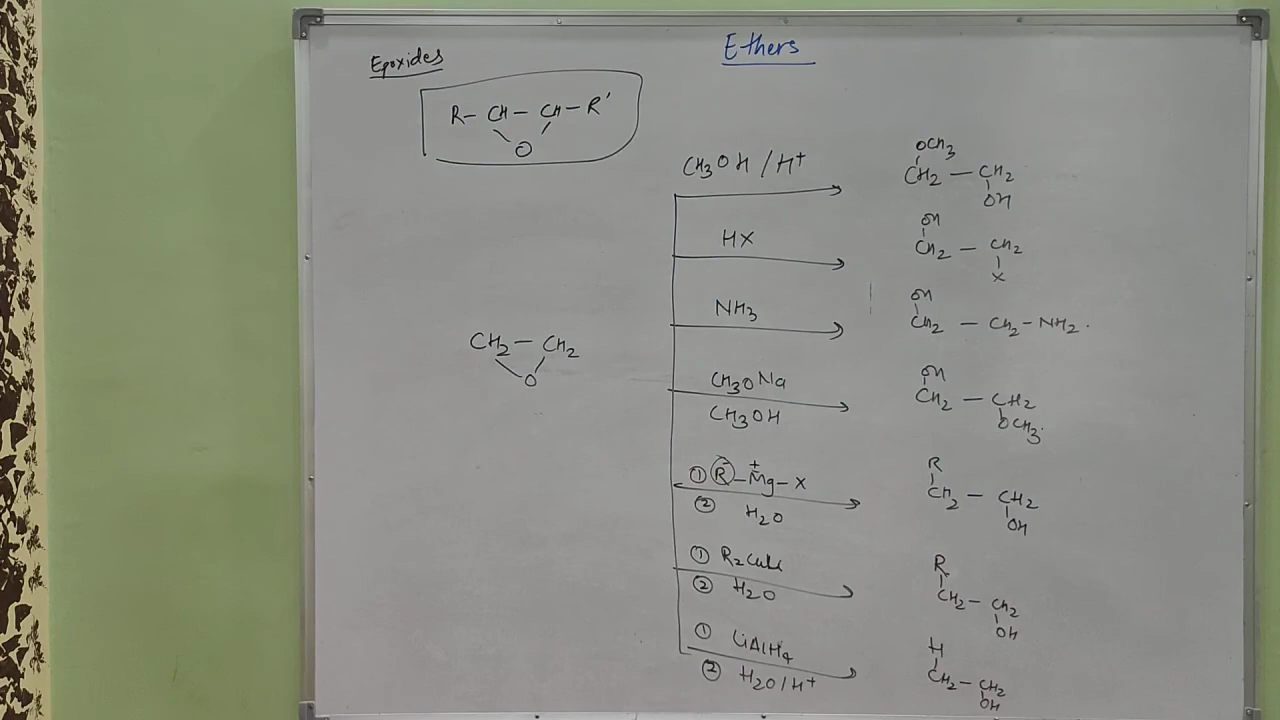 Ethers
Epoxides
R - CH - CH - R'
O
CH3OH / H+
OCH3
CH2 - CH2
OH
HX
OH
CH2 - CH2
X
NH3
OH
CH2 - CH2 - NH2.
CH2 - CH2
O
CH3ONa
CH3OH
OH
CH2 - CH2
OCH3.
① R - Mg - X
- +
② H2O
R
CH2 - CH2
OH
① R2CuLi
② H2O
R
CH2 - CH2
OH
① LiAlH4
② H2O/H+
H
CH2 - CH2
OH